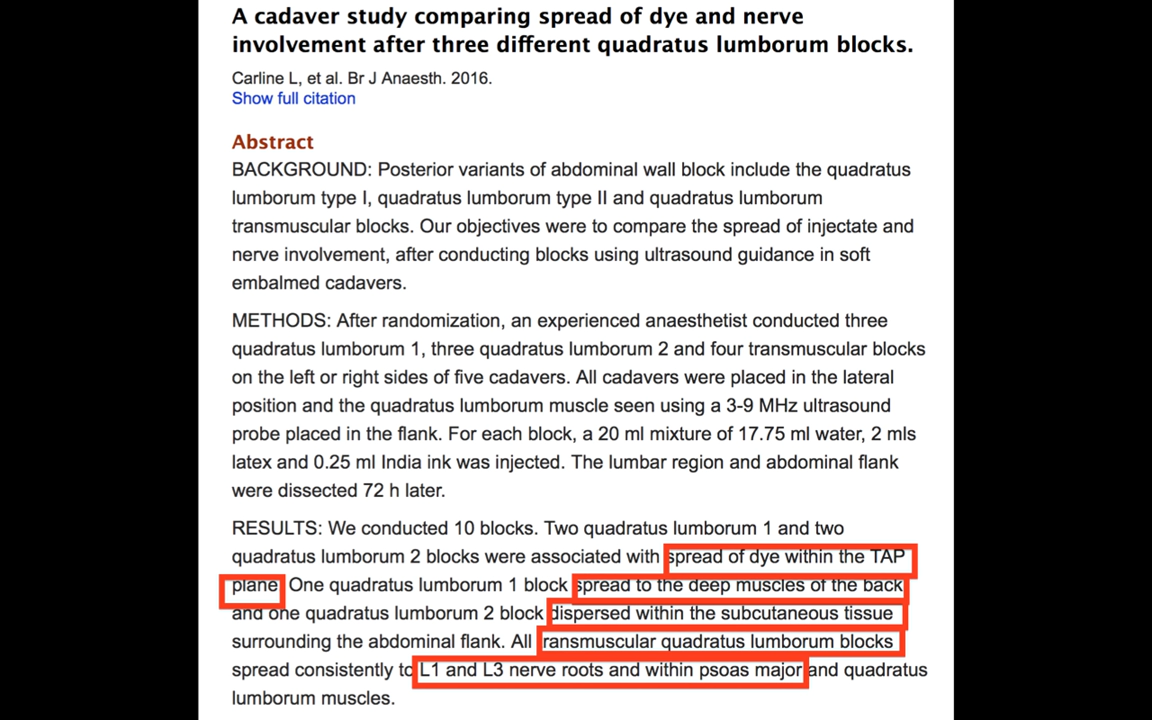 A cadaver study comparing spread of dye and nerve
involvement after three different quadratus lumborum blocks.
Carline L, et al. Br J Anaesth. 2016.
Show full citation
Abstract
BACKGROUND: Posterior variants of abdominal wall block include the quadratus
lumborum type I, quadratus lumborum type II and quadratus lumborum
transmuscular blocks. Our objectives were to compare the spread of injectate and
nerve involvement, after conducting blocks using ultrasound guidance in soft
embalmed cadavers.
METHODS: After randomization, an experienced anaesthetist conducted three
quadratus lumborum 1, three quadratus lumborum 2 and four transmuscular blocks
on the left or right sides of five cadavers. All cadavers were placed in the lateral
position and the quadratus lumborum muscle seen using a 3-9 MHz ultrasound
probe placed in the flank. For each block, a 20 ml mixture of 17.75 ml water, 2 mls
latex and 0.25 ml India ink was injected. The lumbar region and abdominal flank
were dissected 72 h later.
RESULTS: We conducted 10 blocks. Two quadratus lumborum 1 and two
quadratus lumborum 2 blocks were associated with spread of dye within the TAP
plane. One quadratus lumborum 1 block spread to the deep muscles of the back
and one quadratus lumborum 2 block dispersed within the subcutaneous tissue
surrounding the abdominal flank. All transmuscular quadratus lumborum blocks
spread consistently to L1 and L3 nerve roots and within psoas major and quadratus
lumborum muscles.